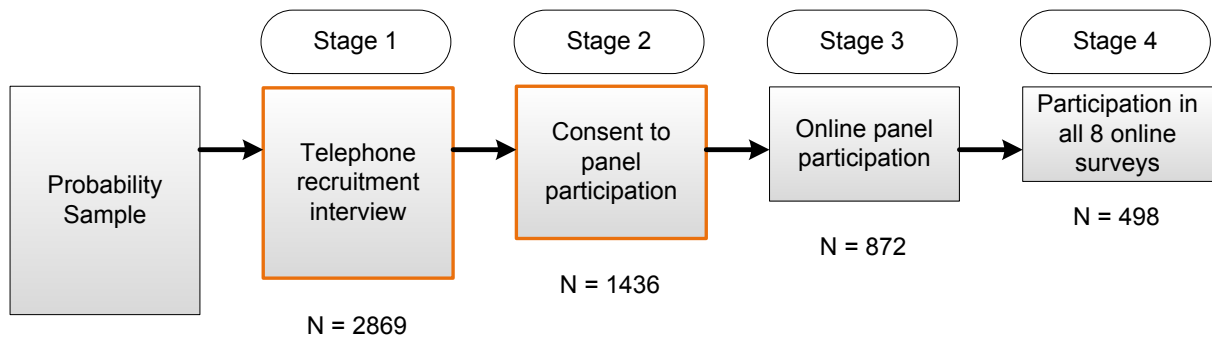 Stage 1
Stage 2
Stage 3
Stage 4
Probability
Sample
Telephone
recruitment
interview
N = 2869
Consent to
panel
participation
N = 1436
Online panel
participation
N = 872
Participation in
all 8 online
surveys
N = 498